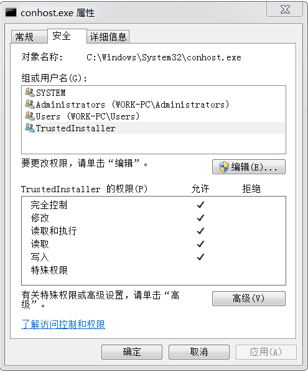 conhost.exe 属性
常规 安全 详细信息
对象名称: C:\Windows\System32\conhost.exe
组或用户名(G):
SYSTEM
Administrators (WORK-PC\Administrators)
Users (WORK-PC\Users)
TrustedInstaller
要更改权限，请单击“编辑”。 编辑(E)...
TrustedInstaller 的权限(P) 允许 拒绝
完全控制
修改
读取和执行
读取
写入
特殊权限
有关特殊权限或高级设置，请单击“高
级”。 高级(V)
了解访问控制和权限
确定 取消 应用(A)